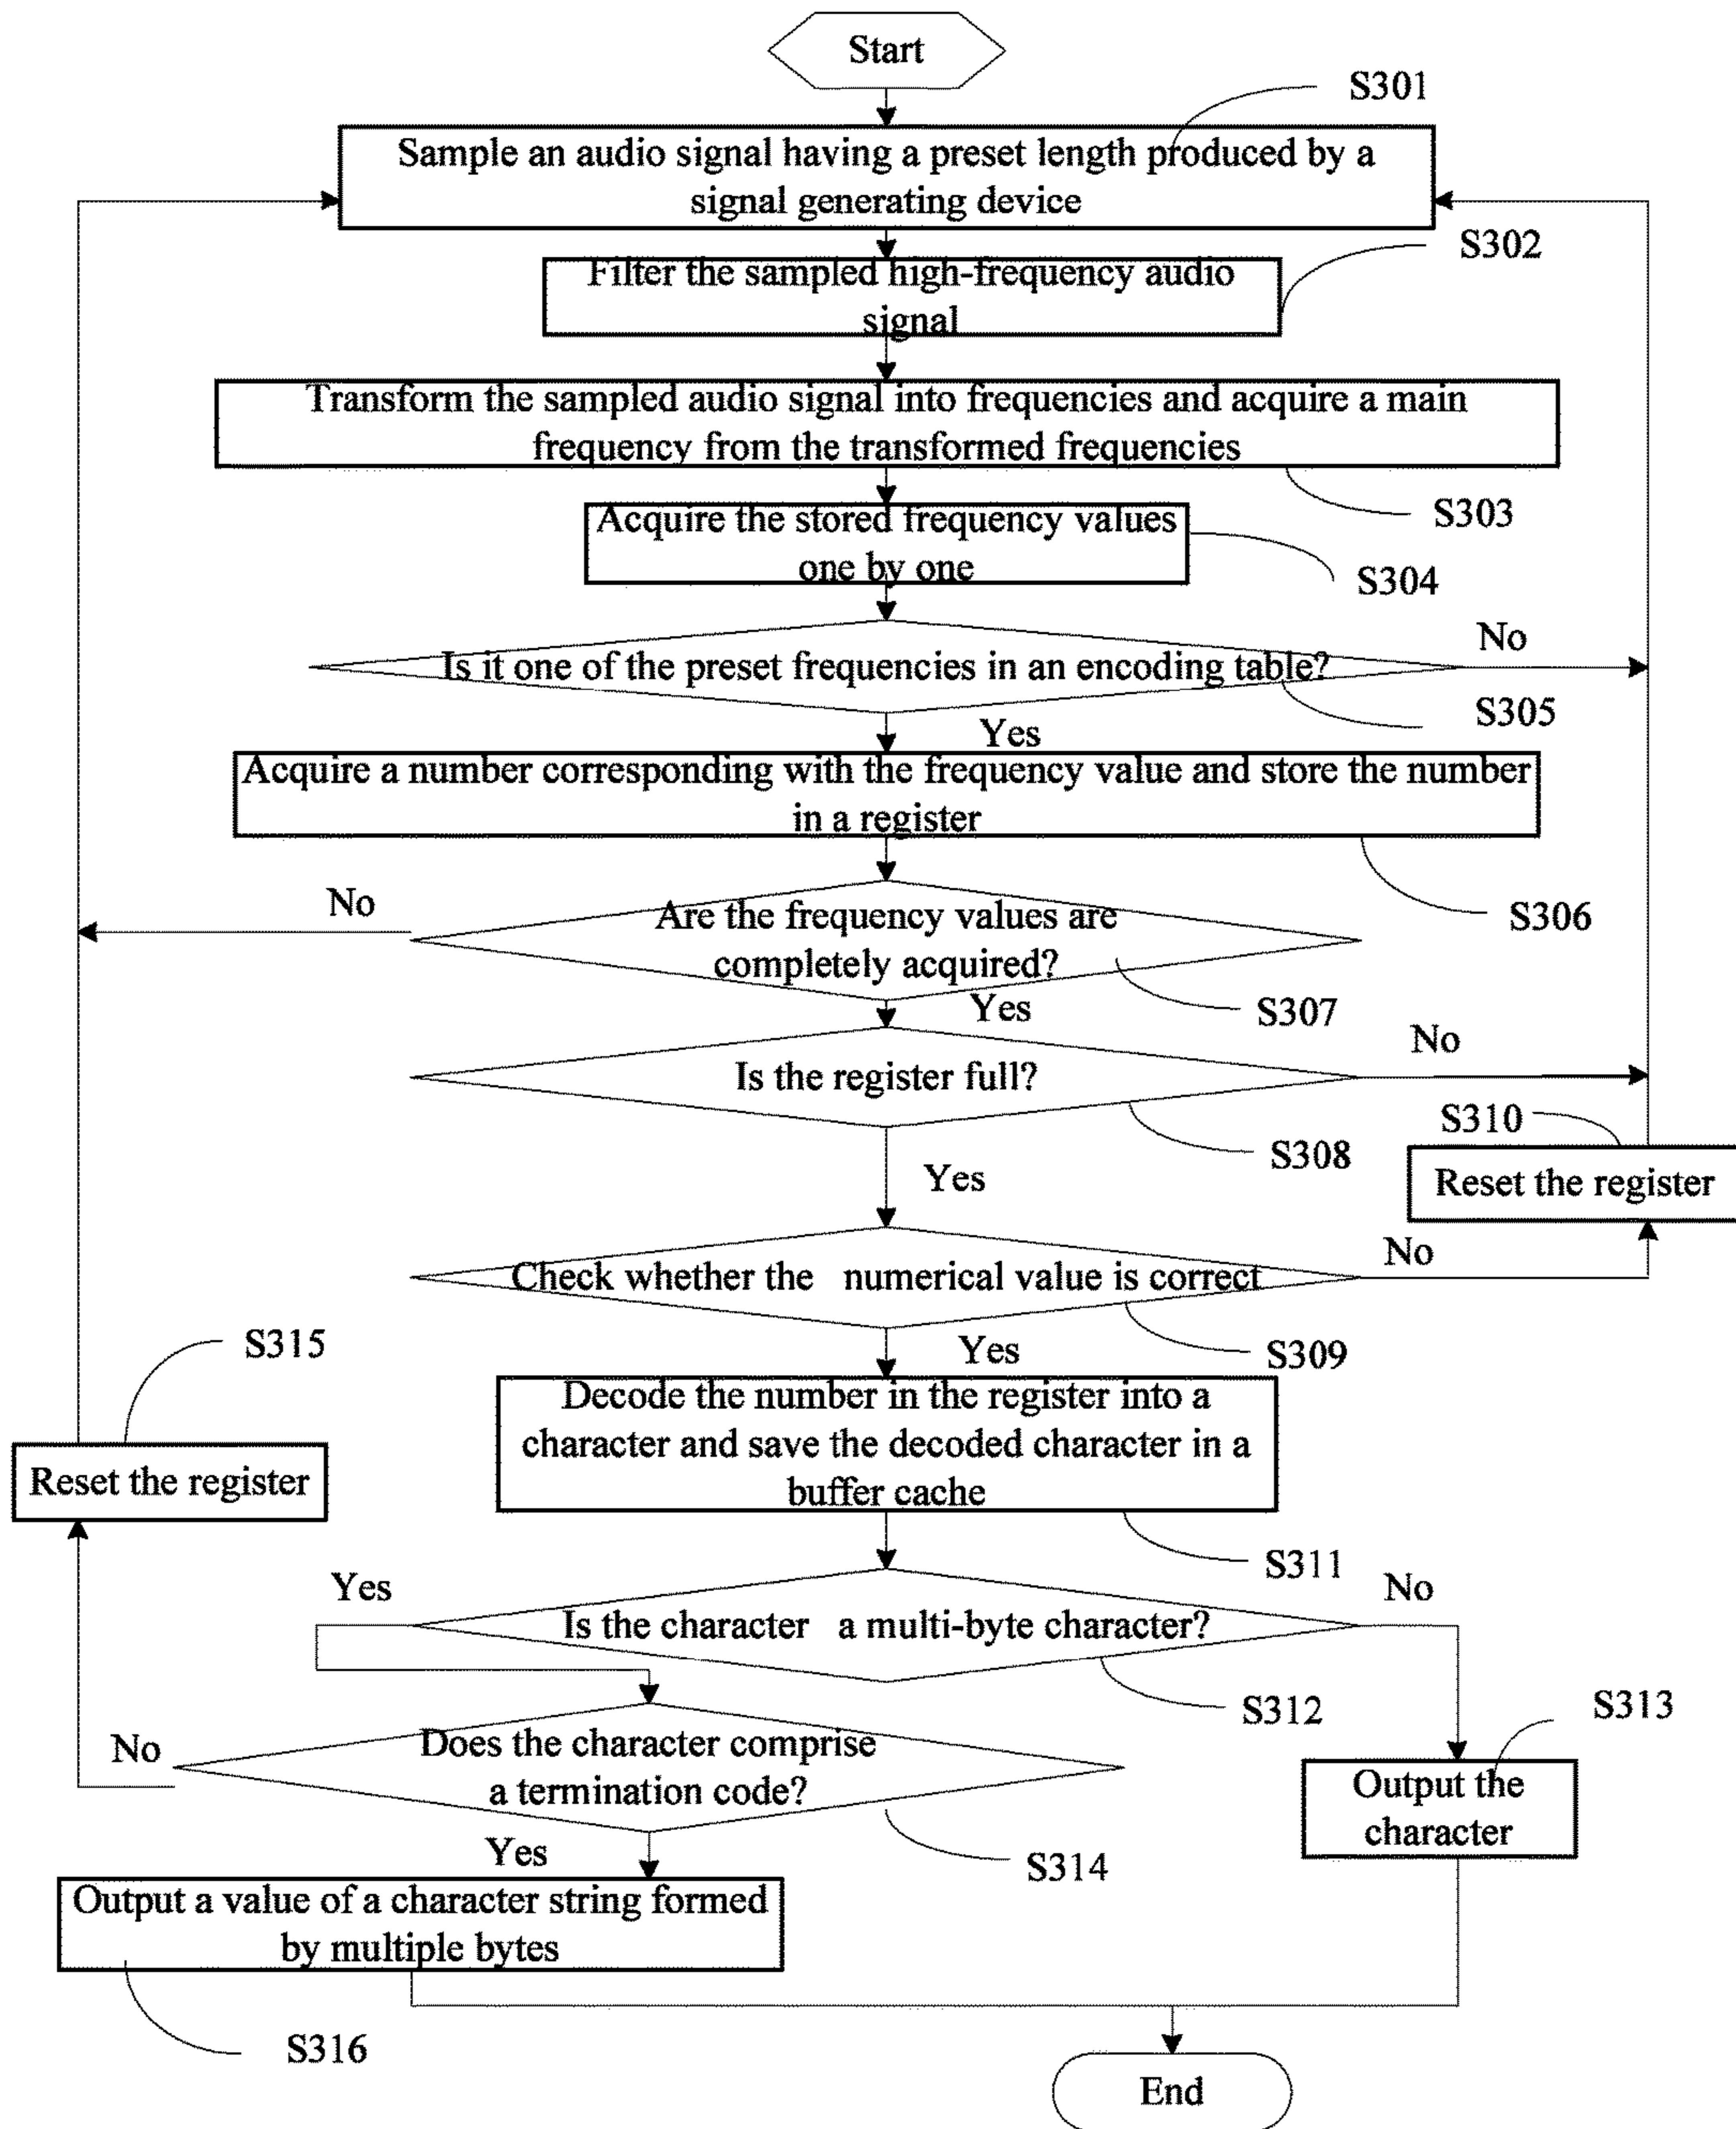 Start
S301
Sample an audio signal having a preset length produced by a
signal generating device
S302
Filter the sampled high-frequency audio
signal
Transform the sampled audio signal into frequencies and acquire a main
frequency from the transformed frequencies
S303
Acquire the stored frequency values
one by one
S304
No
Is it one of the preset frequencies in an encoding table?
S305
Yes
Acquire a number corresponding with the frequency value and store the number
in a register
S306
No
Are the frequency values are
completely acquired?
S307
Yes
No
Is the register full?
S310
S308
Yes
Reset the register
No
Check whether the numerical value is correct
S315
Yes
S309
Decode the number in the register into a
character and save the decoded character in a
buffer cache
Reset the register
S311
Yes
No
Is the character a multi-byte character?
S312
S313
No
Does the character comprise
a termination code?
Output the
character
Yes
S314
Output a value of a character string formed
by multiple bytes
S316
End